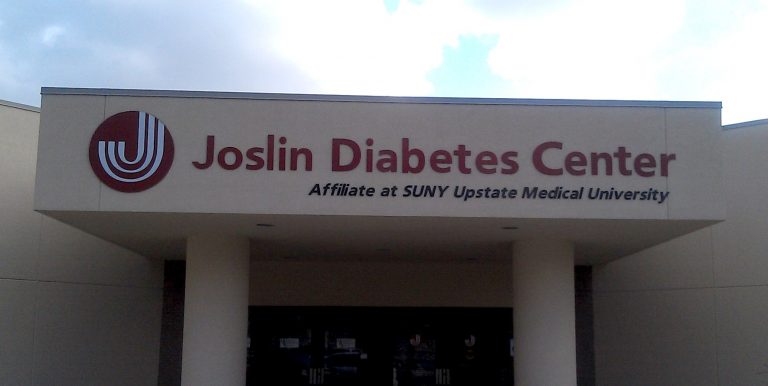 Joslin Diabetes Center
Affiliate at SUNY Upstate Medical University